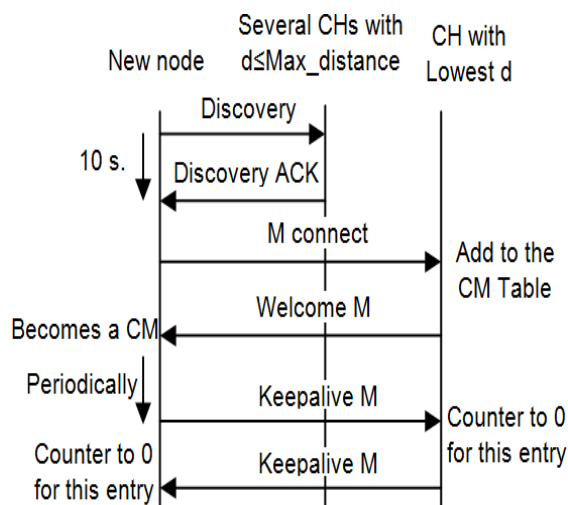 New node
Several CHs with
d≤Max_distance
CH with
Lowest d
Discovery
10 s.
Discovery ACK
M connect
Add to the
CM Table
Welcome M
Becomes a CM
Periodically
Keepalive M
Counter to 0
for this entry
Counter to 0
for this entry
Keepalive M